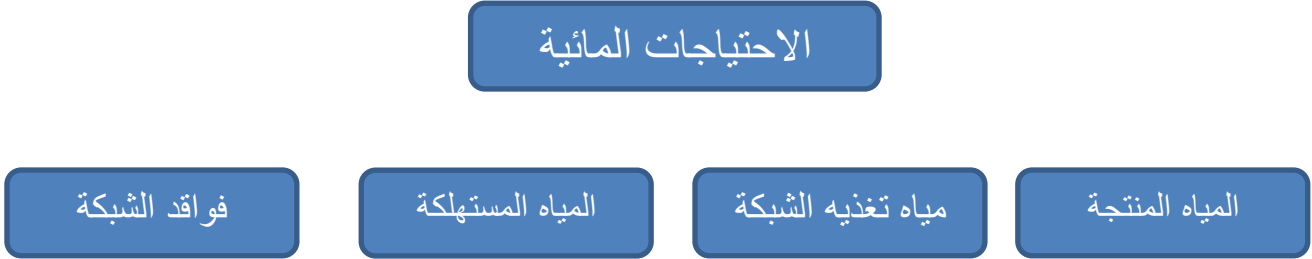 الاحتياجات المائية
المياه المنتجة
مياه تغذيه الشبكة
المياه المستهلكة
فواقد الشبكة